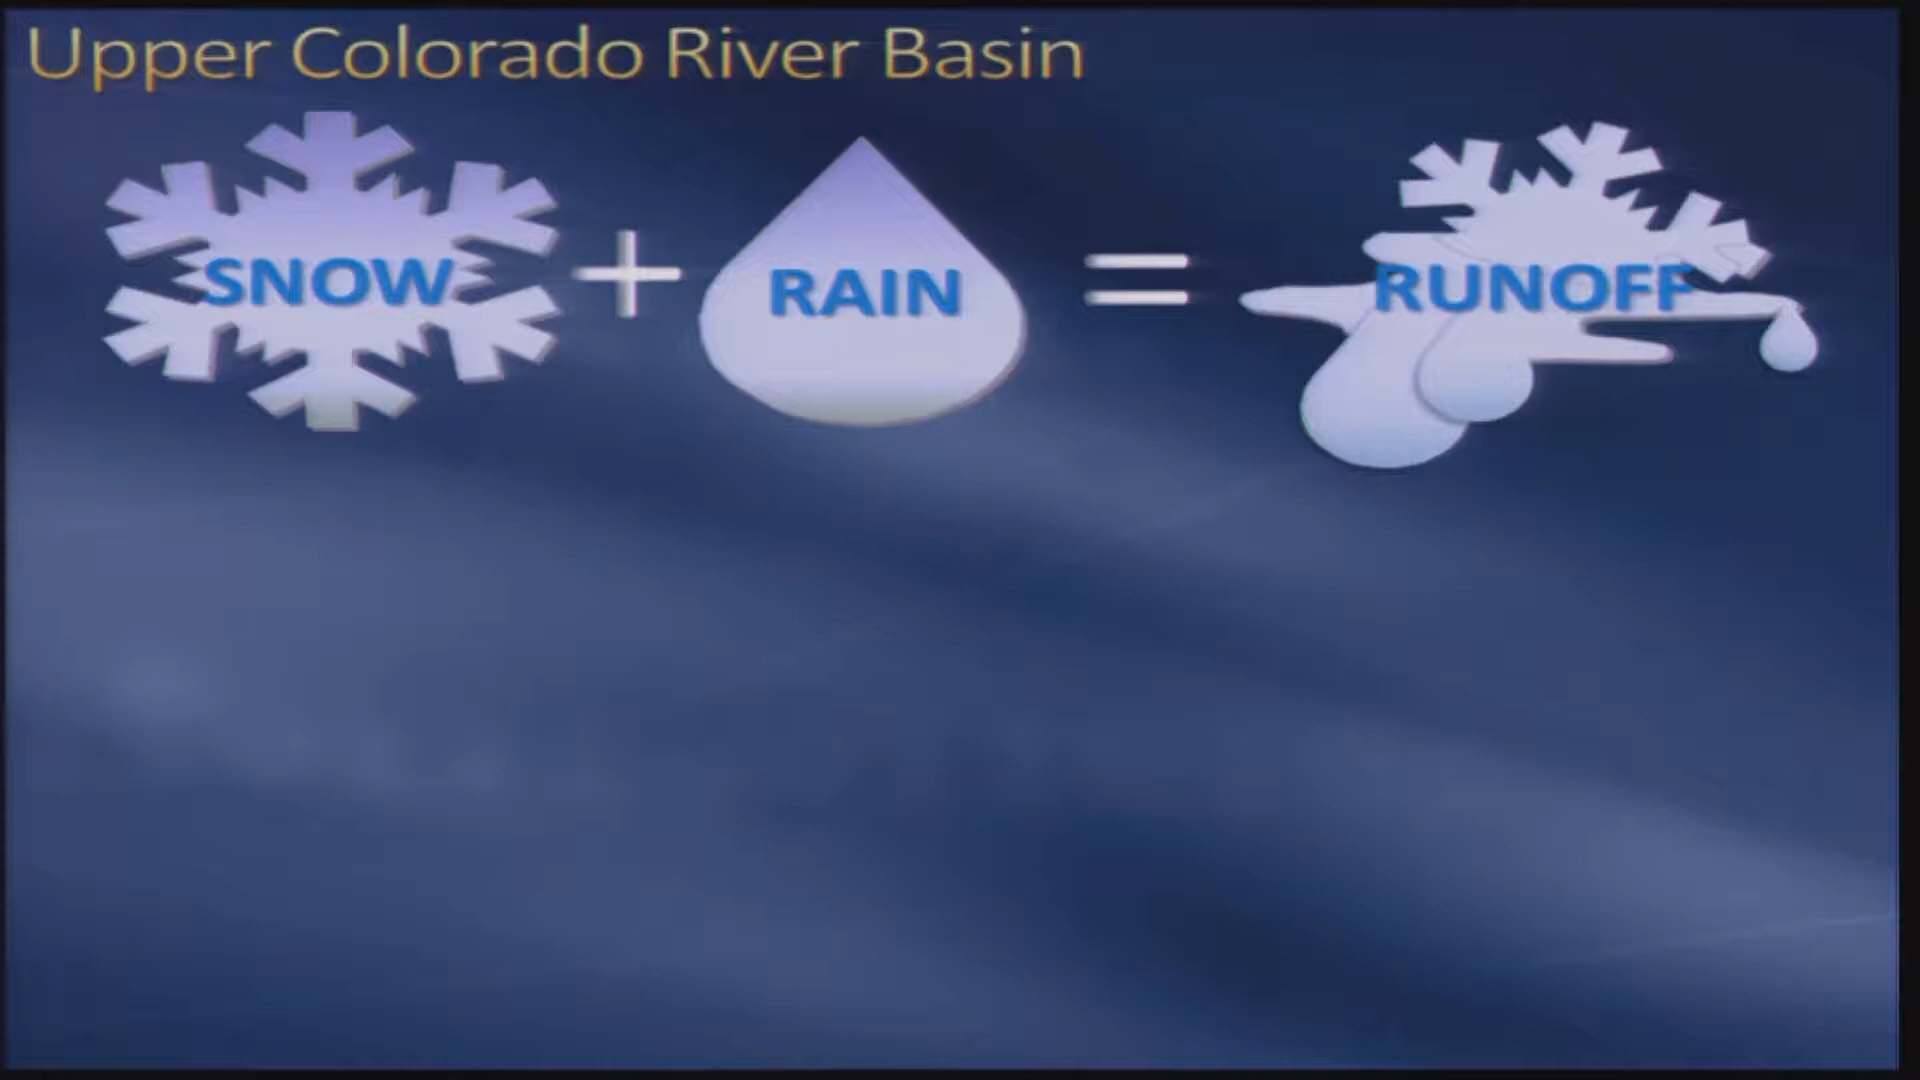 Upper Colorado River Basin
SNOW + RAIN = RUNOFF